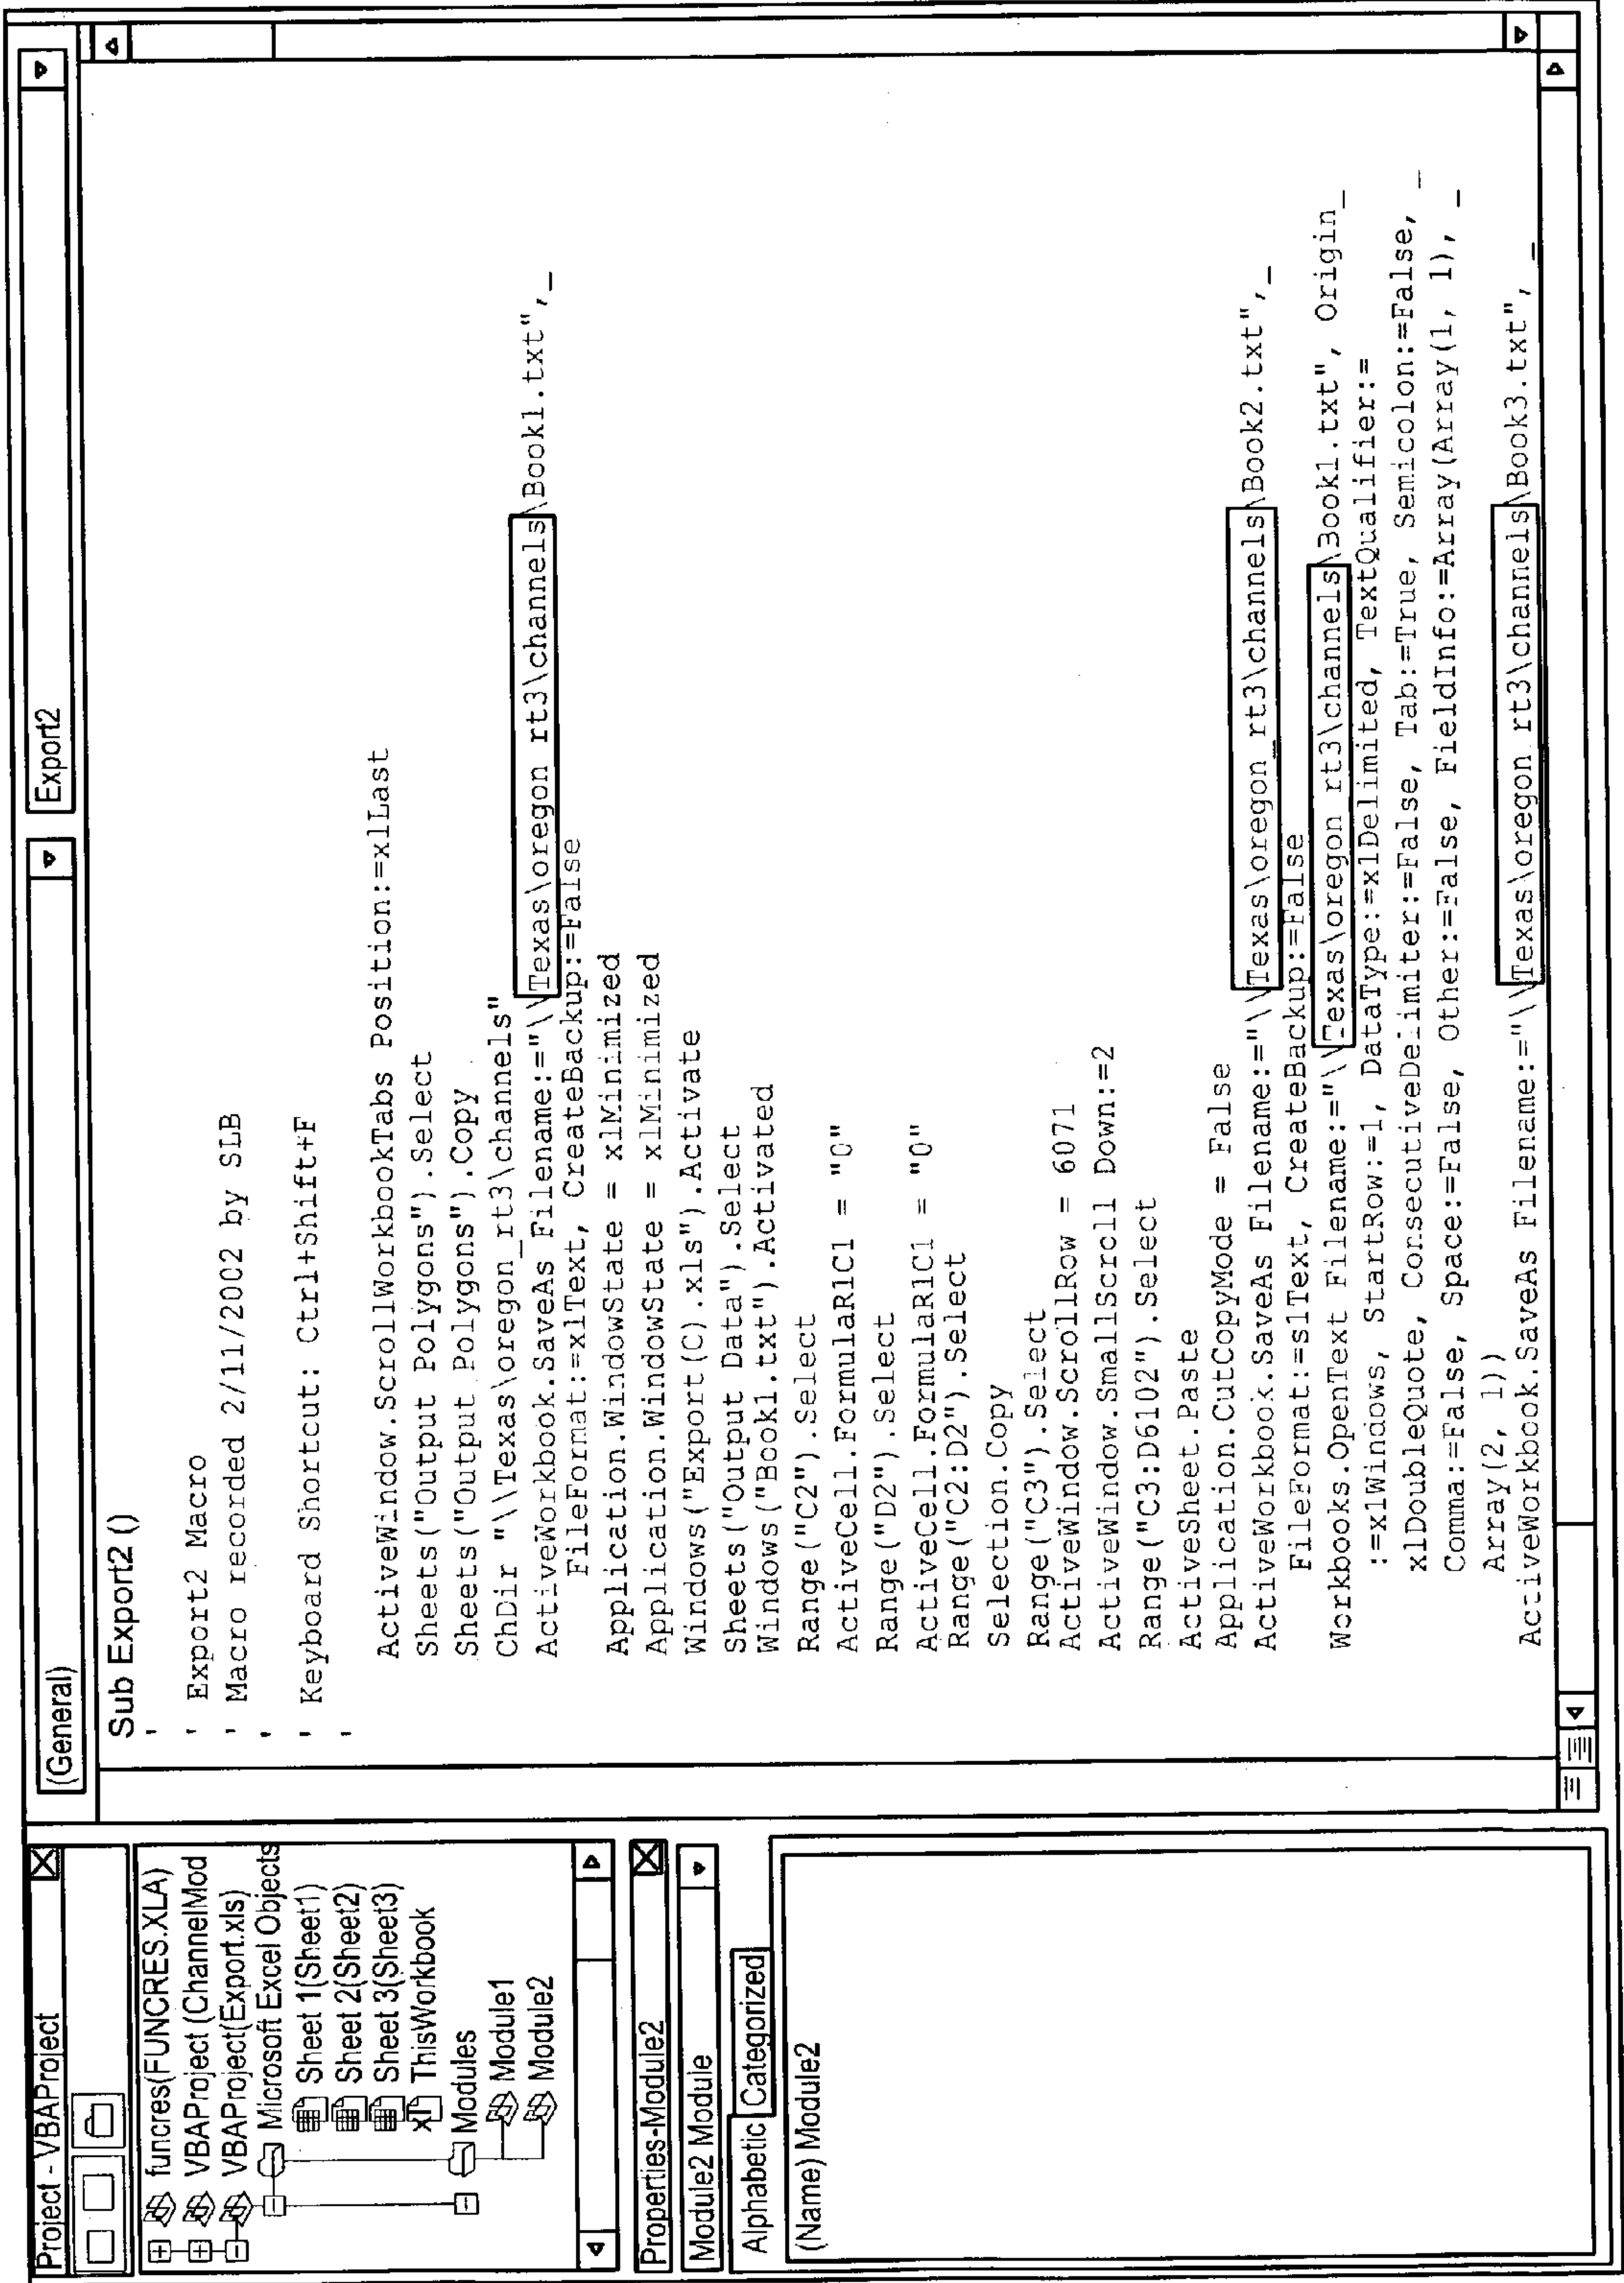 Project - VBAProject
funcres(FUNCRES.XLA)
VBAProject (ChannelMod
VBAProject(Export.xls)
Microsoft Excel Objects
Sheet 1(Sheet1)
Sheet 2(Sheet2)
Sheet 3(Sheet3)
ThisWorkbook
Modules
Module1
Module2
Properties-Module2
Module2 Module
Alphabetic Categorized
(Name) Module2
(General)
Export2
Sub Export2 ()
'
' Export2 Macro
' Macro recorded 2/11/2002 by SLB
'
' Keyboard Shortcut: Ctrl+Shift+F
'
ActiveWindow.ScrollWorkbookTabs Position:=xlLast
Sheets("Output Polygons").Select
Sheets("Output Polygons").Copy
ChDir "\\Texas\oregon_rt3\channels"
ActiveWorkbook.SaveAs Filename:="\\Texas\oregon rt3\channels\Book1.txt",_
FileFormat:=xlText, CreateBackup:=False
Application.WindowState = xlMinimized
Application.WindowState = xlMinimized
Windows("Export(C).xls").Activate
Sheets("Output Data").Select
Windows("Book1.txt").Activated
Range("C2").Select
ActiveCell.FormulaR1C1 = "0"
Range("D2").Select
ActiveCell.FormulaR1C1 = "0"
Range("C2:D2").Select
Selection.Copy
Range("C3").Select
ActiveWindow.ScrollRow = 6071
ActiveWindow.SmallScroll Down:=2
Range("C3:D6102").Select
ActiveSheet.Paste
Application.CutCopyMode = False
ActiveWorkbook.SaveAs Filename:="\\Texas\oregon_rt3\channels\Book2.txt",_
FileFormat:=slText, CreateBackup:=False
Workbooks.OpenText Filename:="\\Texas\oregon rt3\channels\Book1.txt", Origin_
:=xlWindows, StartRow:=1, DataType:=xlDelimited, TextQualifier:=
xlDoubleQuote, ConsecutiveDelimiter:=False, Tab:=True, Semicolon:=False, _
Comma:=False, Space:=False, Other:=False, FieldInfo:=Array(Array(1, 1), _
Array(2, 1))
ActiveWorkbook.SaveAs Filename:="\\Texas\oregon rt3\channels\Book3.txt", _